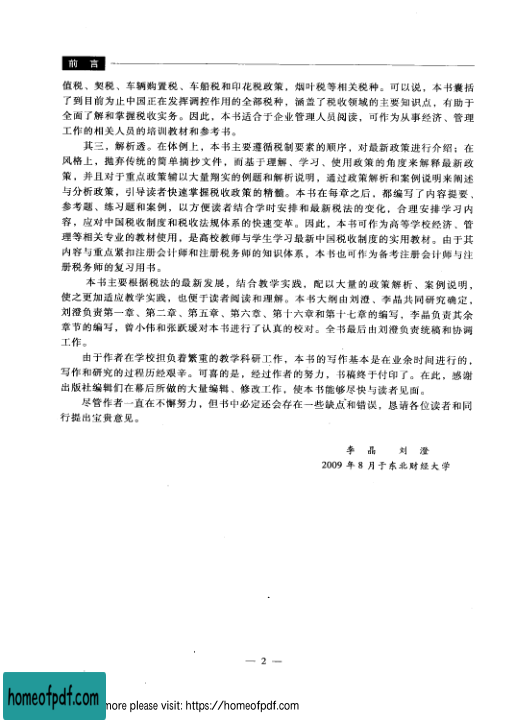 前 言
值税、契税、车辆购置税、车船税和印花税政策，烟叶税等相关税种。可以说，本书囊括
了到目前为止中国正在发挥调控作用的全部税种，涵盖了税收领域的主要知识点，有助于
全面了解和掌握税收实务。因此，本书适合于企业管理人员阅读，可作为从事经济、管理
工作的相关人员的培训教材和参考书。
其三，解析透。在体例上，本书主要遵循税制要素的顺序，对最新政策进行介绍；在
风格上，抛弃传统的简单摘抄文件，而基于理解、学习、使用政策的角度来解释最新政
策，并且对于重点政策辅以大量翔实的例题和解析说明，通过政策解析和案例说明来阐述
与分析政策，引导读者快速掌握税收政策的精髓。本书在每章之后，都编写了内容提要、
参考题、练习题和案例，以方便读者结合学时安排和最新税法的变化，合理安排学习内
容，应对中国税收制度和税收法规体系的快速变革。因此，本书可作为高等学校经济、管
理等相关专业的教材使用，是高校教师与学生学习最新中国税收制度的实用教材。由于其
内容与重点紧扣注册会计师和注册税务师的知识体系，本书也可作为备考注册会计师与注
册税务师的复习用书。
本书主要根据税法的最新发展，结合教学实践，配以大量的政策解析、案例说明，
使之更加适应教学实践，也便于读者阅读和理解。本书大纲由刘澄、李晶共同研究确定，
刘澄负责第一章、第二章、第五章、第六章、第十六章和第十七章的编写，李晶负责其余
章节的编写，曾小伟和张跃瑗对本书进行了认真的校对。全书最后由刘澄负责统稿和协调
工作。
由于作者在学校担负着繁重的教学科研工作，本书的写作基本是在业余时间进行的，
写作和研究的过程历经艰辛。可喜的是，经过作者的努力，书稿终于付印了。在此，感谢
出版社编辑们在幕后所做的大量编辑、修改工作，使本书能够尽快与读者见面。
尽管作者一直在不懈努力，但书中必定还会存在一些缺点和错误，恳请各位读者和同
行提出宝贵意见。
李 晶 刘 澄
2009 年 8 月于东北财经大学
— 2 —
homeofpdf.com
more please visit: https://homeofpdf.com